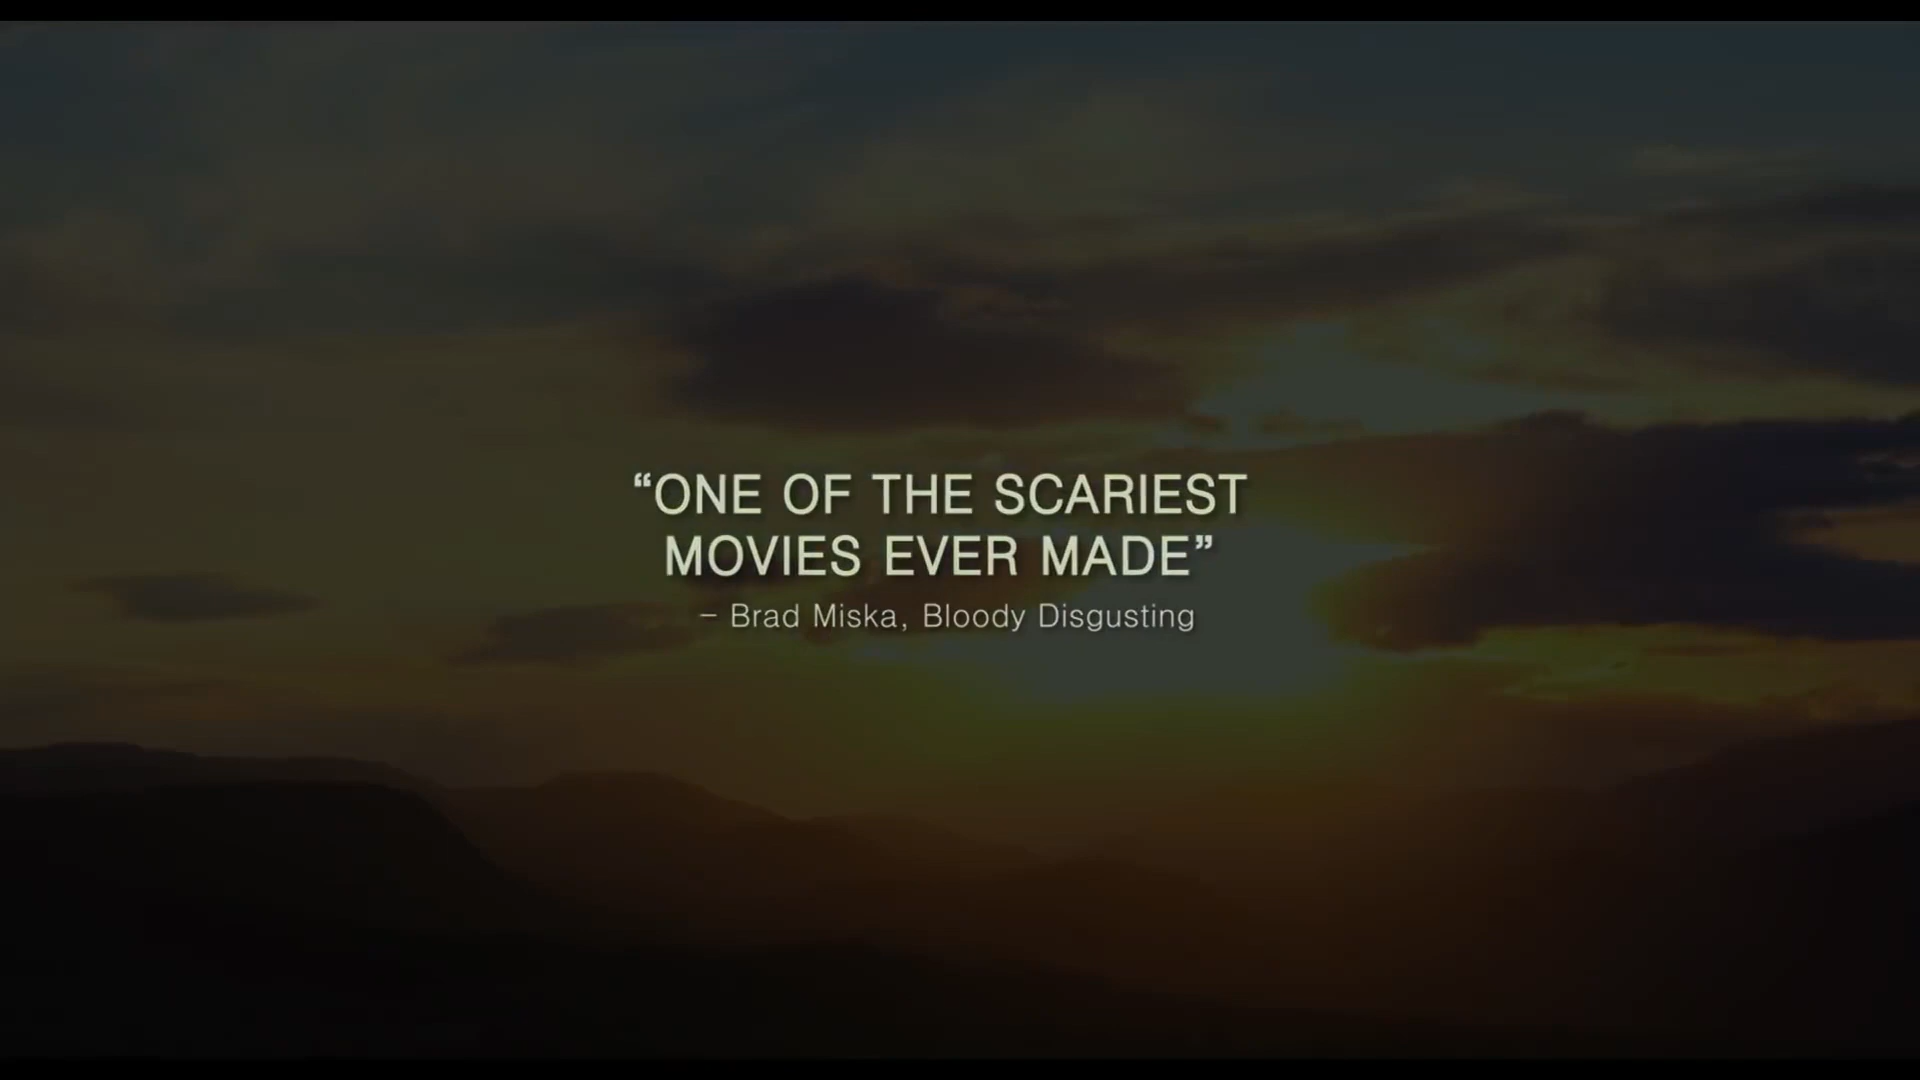 “ONE OF THE SCARIEST
MOVIES EVER MADE”
– Brad Miska, Bloody Disgusting